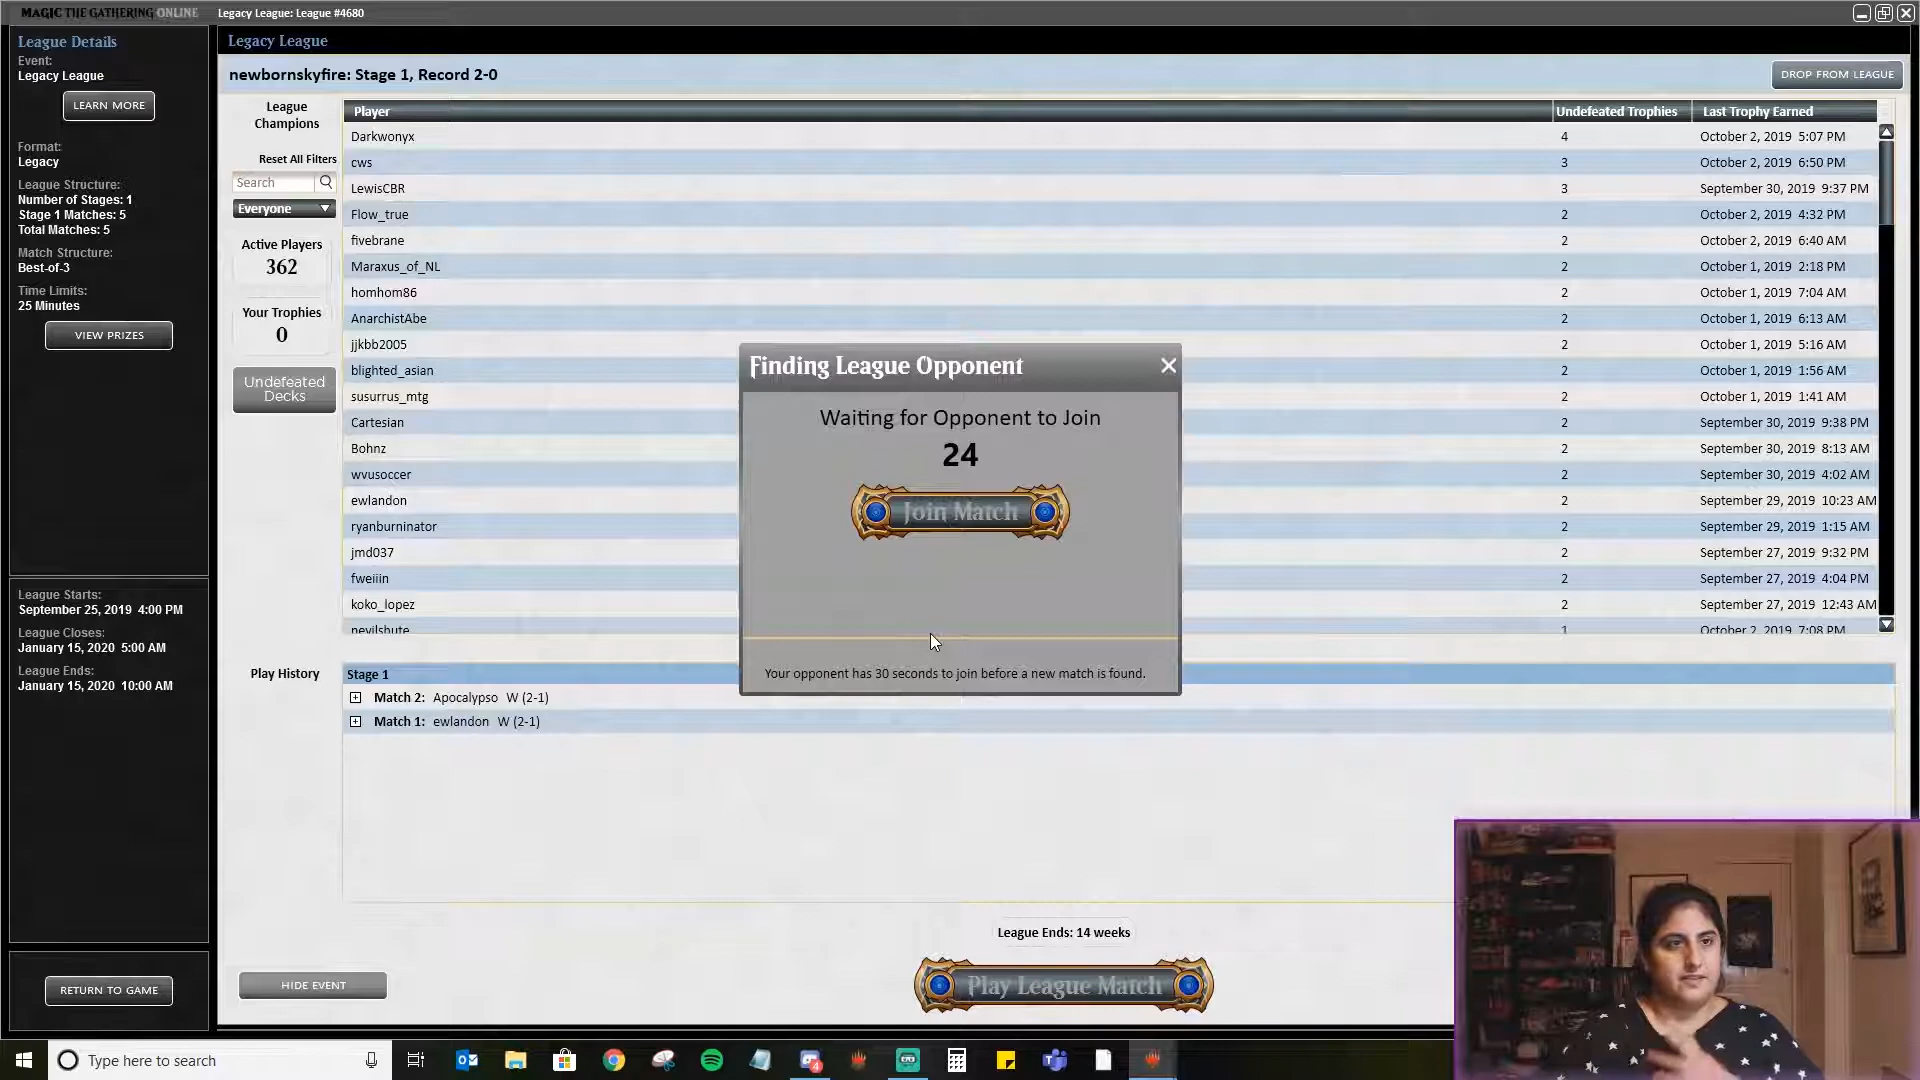 MAGIC THE GATHERING ONLINE
Legacy League: League #4680
League Details
Event:
Legacy League
LEARN MORE
Format:
Legacy
League Structure:
Number of Stages: 1
Stage 1 Matches: 5
Total Matches: 5
Match Structure:
Best-of-3
Time Limits:
25 Minutes
VIEW PRIZES
League Starts:
September 25, 2019 4:00 PM
League Closes:
January 15, 2020 5:00 AM
League Ends:
January 15, 2020 10:00 AM
RETURN TO GAME
Legacy League
newbornskyfire: Stage 1, Record 2-0
DROP FROM LEAGUE
League
Champions
Reset All Filters
Search
Everyone
Active Players
362
Your Trophies
0
Undefeated
Decks
Player Undefeated Trophies Last Trophy Earned
Darkwonyx 4 October 2, 2019 5:07 PM
cws 3 October 2, 2019 6:50 PM
LewisCBR 3 September 30, 2019 9:37 PM
Flow_true 2 October 2, 2019 4:32 PM
fivebrane 2 October 2, 2019 6:40 AM
Maraxus_of_NL 2 October 1, 2019 2:18 PM
homhom86 2 October 1, 2019 7:04 AM
AnarchistAbe 2 October 1, 2019 6:13 AM
jjkbb2005 2 October 1, 2019 5:16 AM
blighted_asian 2 October 1, 2019 1:56 AM
susurrus_mtg 2 October 1, 2019 1:41 AM
Cartesian 2 September 30, 2019 9:38 PM
Bohnz 2 September 30, 2019 8:13 AM
wvusoccer 2 September 30, 2019 4:02 AM
ewlandon 2 September 29, 2019 10:23 AM
ryanburninator 2 September 29, 2019 1:15 AM
jmd037 2 September 27, 2019 9:32 PM
fweiiin 2 September 27, 2019 4:04 PM
koko_lopez 2 September 27, 2019 12:43 AM
nevilshute 1 October 2, 2019 7:08 PM
Finding League Opponent
Waiting for Opponent to Join
24
Join Match
Your opponent has 30 seconds to join before a new match is found.
Play History
Stage 1
Match 2: Apocalypso W (2-1)
Match 1: ewlandon W (2-1)
League Ends: 14 weeks
HIDE EVENT
Play League Match
Type here to search
4